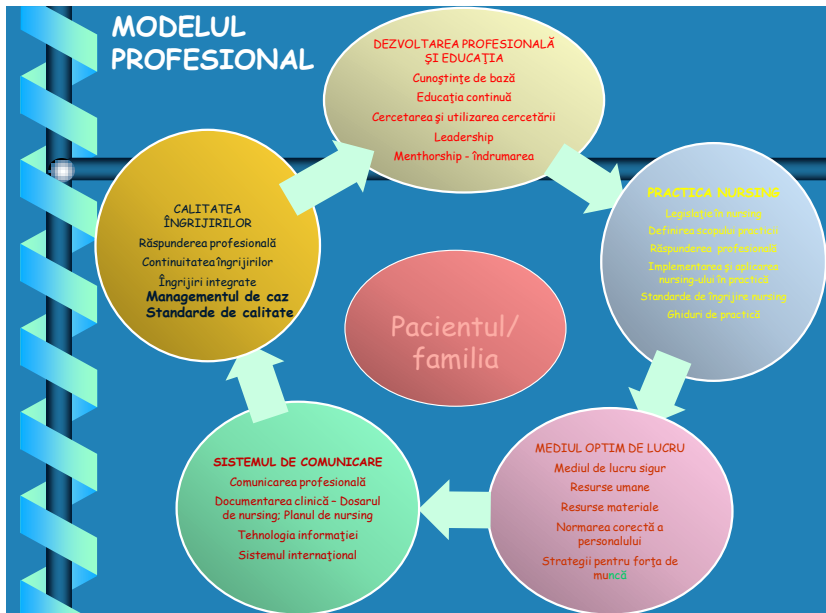 MODELUL
PROFESIONAL
DEZVOLTAREA PROFESIONALĂ
ŞI EDUCAŢIA
Cunoştinţe de bază
Educaţia continuă
Cercetarea şi utilizarea cercetării
Leadership
Menthorship - îndrumarea
PRACTICA NURSING
Legislaţie în nursing
Definirea scopului practicii
Răspunderea profesională
Implementarea şi aplicarea
nursing-ului în practică
Standarde de îngrijire nursing
Ghiduri de practică
MEDIUL OPTIM DE LUCRU
Mediul de lucru sigur
Resurse umane
Resurse materiale
Normarea corectă a
personalului
Strategii pentru forţa de
muncă
SISTEMUL DE COMUNICARE
Comunicarea profesională
Documentarea clinică – Dosarul
de nursing; Planul de nursing
Tehnologia informaţiei
Sistemul internaţional
CALITATEA
ÎNGRIJIRILOR
Răspunderea profesională
Continuitatea îngrijirilor
Îngrijiri integrate
Managementul de caz
Standarde de calitate
Pacientul/
familia